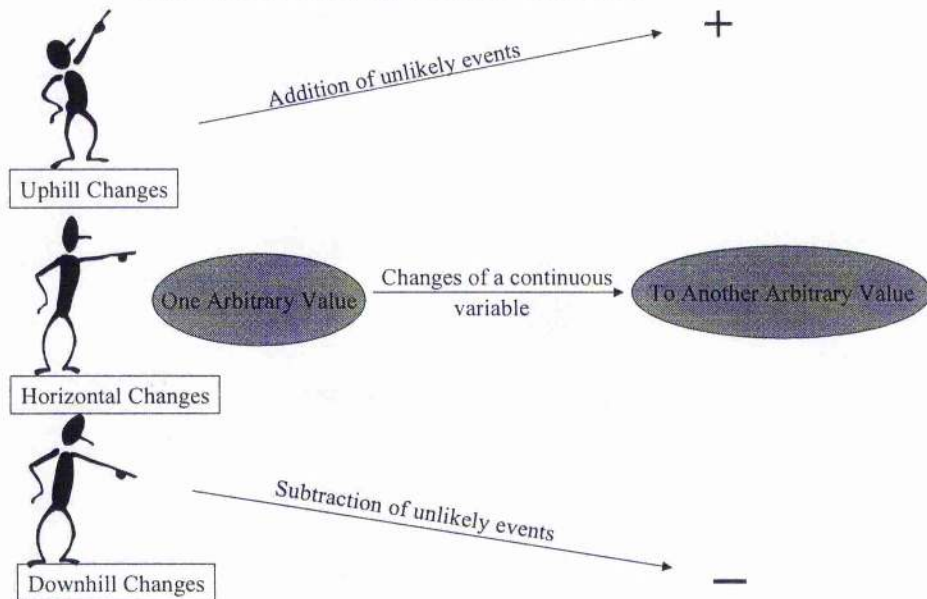 +
Addition of unlikely events
Uphill Changes
One Arbitrary Value
Changes of a continuous
variable
To Another Arbitrary Value
Horizontal Changes
Subtraction of unlikely events
Downhill Changes
−